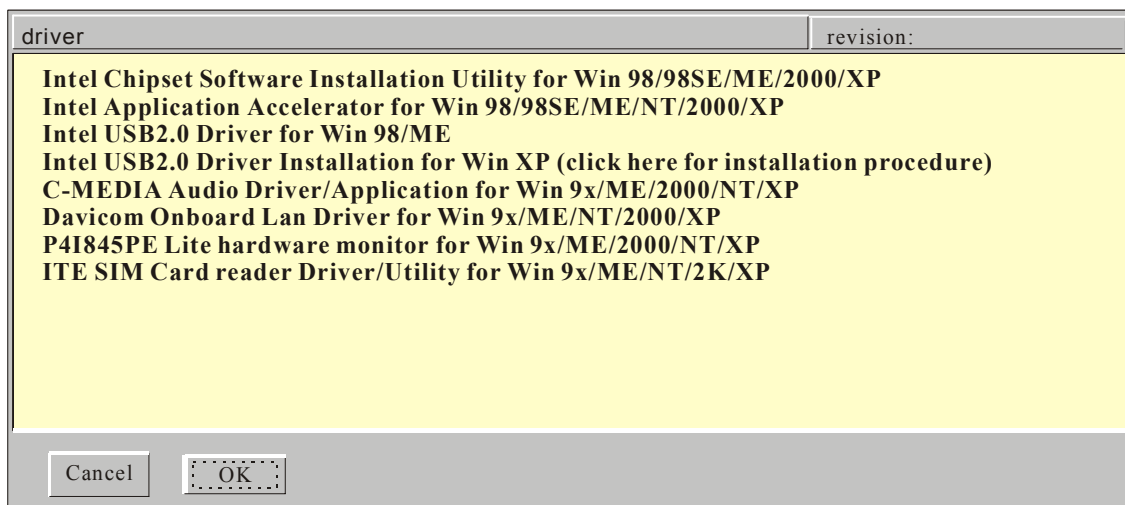 driver
revision:
Intel Chipset Software Installation Utility for Win 98/98SE/ME/2000/XP
Intel Application Accelerator for Win 98/98SE/ME/NT/2000/XP
Intel USB2.0 Driver for Win 98/ME
Intel USB2.0 Driver Installation for Win XP (click here for installation procedure)
C-MEDIA Audio Driver/Application for Win 9x/ME/2000/NT/XP
Davicom Onboard Lan Driver for Win 9x/ME/NT/2000/XP
P4I845PE Lite hardware monitor for Win 9x/ME/2000/NT/XP
ITE SIM Card reader Driver/Utility for Win 9x/ME/NT/2K/XP
Cancel
OK